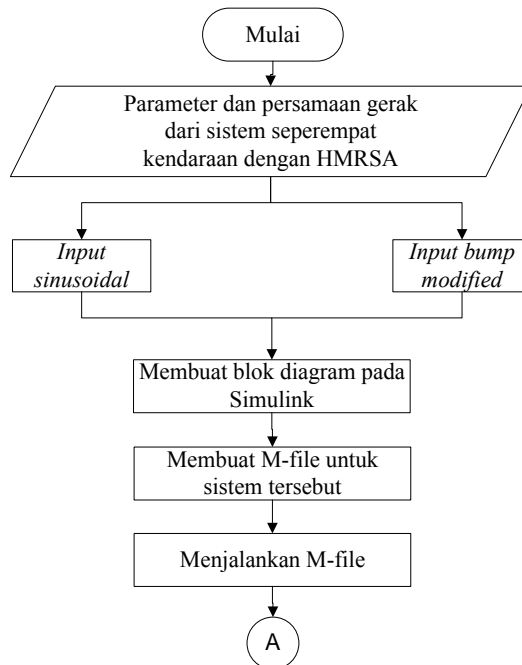 Mulai
Parameter dan persamaan gerak
dari sistem seperempat
kendaraan dengan HMRSA
Input
sinusoidal
Input bump
modified
Membuat blok diagram pada
Simulink
Membuat M-file untuk
sistem tersebut
Menjalankan M-file
A